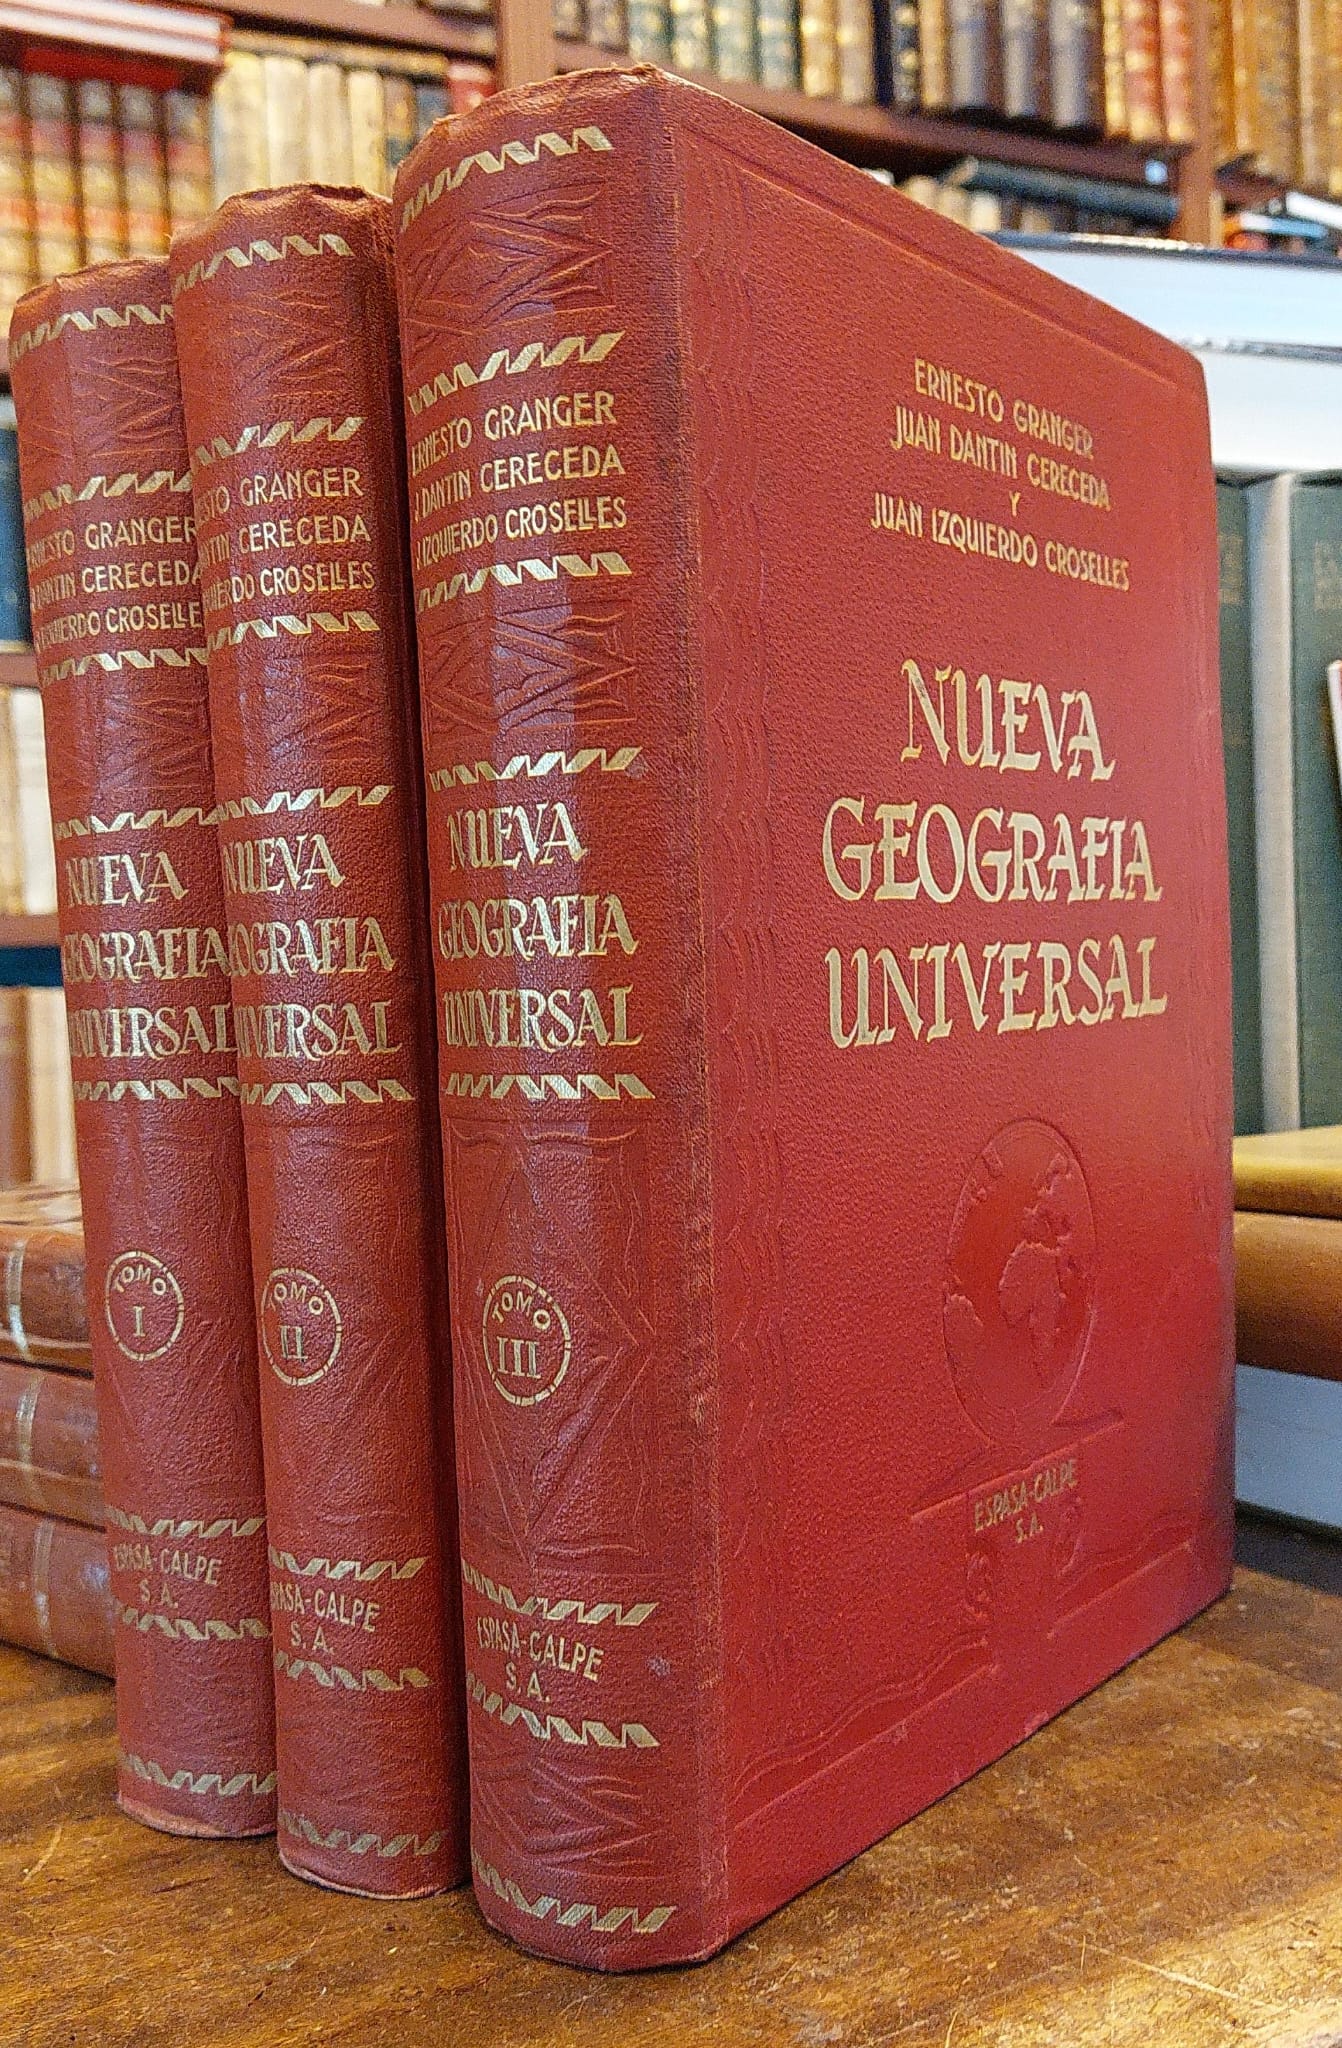 ERNESTO GRANGER
DANTIN CERECEDA
IZQUIERDO CROSELLE
NUEVA
GEOGRAFIA
UNIVERSAL
TOMO
I
ESPASA-CALPE
S. A.
ERNESTO GRANGER
DANTIN CERECEDA
IZQUIERDO CROSELLES
NUEVA
GEOGRAFIA
UNIVERSAL
TOMO
II
ESPASA-CALPE
S. A.
ERNESTO GRANGER
J. DANTIN CERECEDA
J. IZQUIERDO CROSELLES
NUEVA
GEOGRAFIA
UNIVERSAL
TOMO
III
ESPASA-CALPE
S. A.
ERNESTO GRANGER
JUAN DANTIN CERECEDA
Y
JUAN IZQUIERDO CROSELLES
NUEVA
GEOGRAFIA
UNIVERSAL
ESPASA-CALPE
S. A.